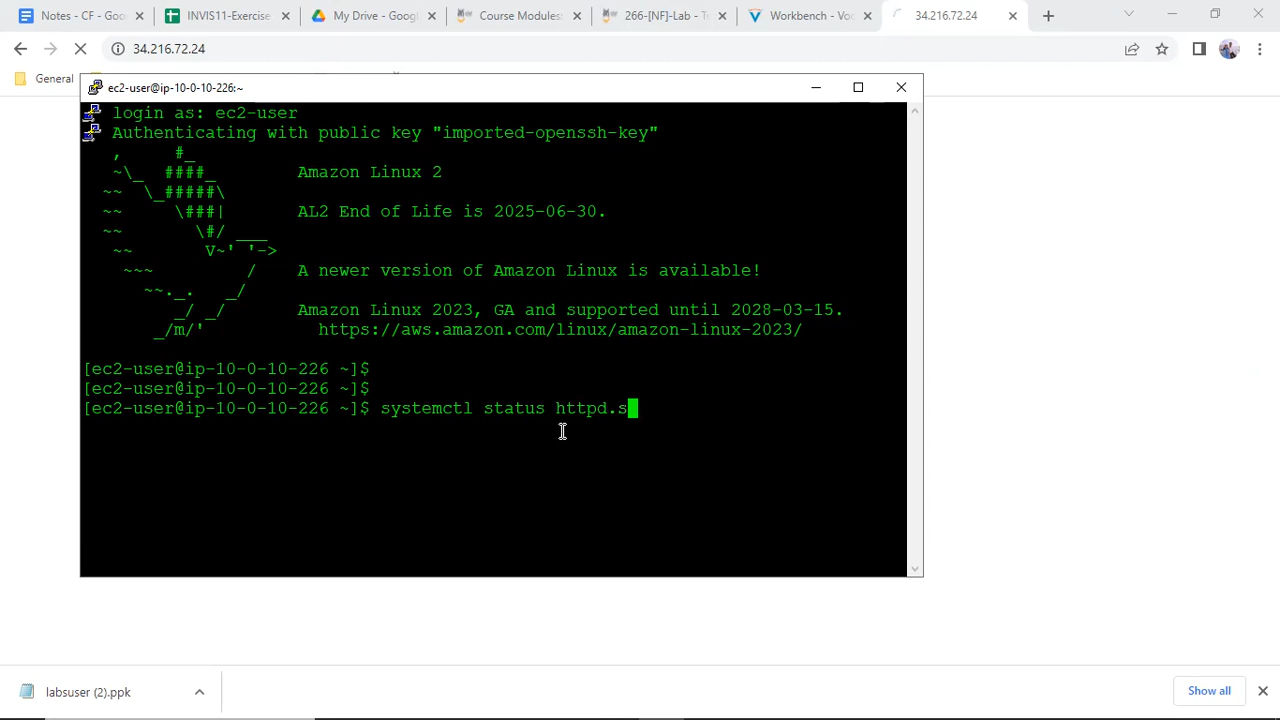 Notes - CF - Goo
INVIS11-Exercise
My Drive - Googl
Course Modules:
266-[NF]-Lab - T
Workbench - Voc
34.216.72.24
34.216.72.24
General
ec2-user@ip-10-0-10-226:~
login as: ec2-user
Authenticating with public key "imported-openssh-key"
   ,     #_
   ~\_  ####_        Amazon Linux 2
  ~~  \_#####\
  ~~     \###|       AL2 End of Life is 2025-06-30.
  ~~       \#/ ___
   ~~       V~' '->
    ~~~         /    A newer version of Amazon Linux is available!
      ~~._.   _/
         _/ _/       Amazon Linux 2023, GA and supported until 2028-03-15.
       _/m/'           https://aws.amazon.com/linux/amazon-linux-2023/
[ec2-user@ip-10-0-10-226 ~]$
[ec2-user@ip-10-0-10-226 ~]$
[ec2-user@ip-10-0-10-226 ~]$ systemctl status httpd.s
labsuser (2).ppk
Show all